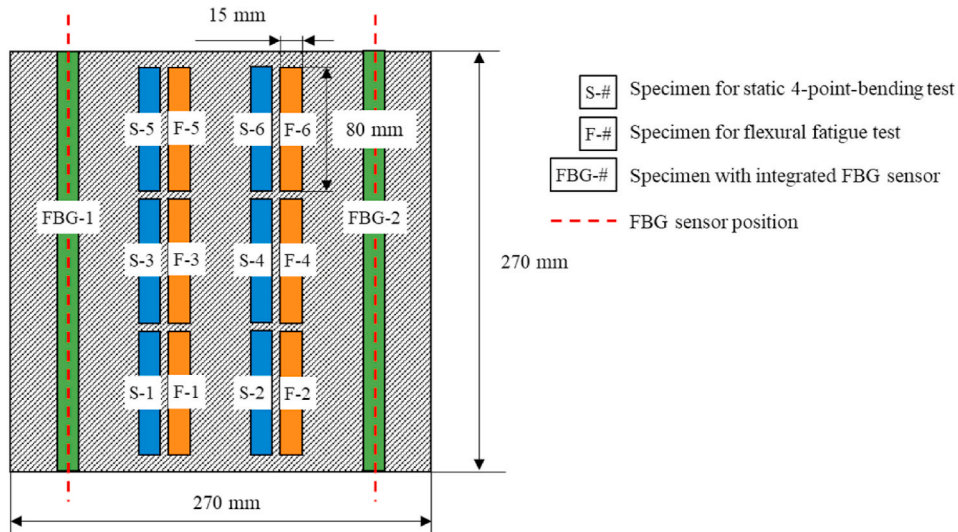 15 mm
S-5 F-5 S-6 F-6
80 mm
FBG-1
FBG-2
S-3 F-3 S-4 F-4
270 mm
S-1 F-1 S-2 F-2
270 mm
S-# Specimen for static 4-point-bending test
F-# Specimen for flexural fatigue test
FBG-# Specimen with integrated FBG sensor
FBG sensor position